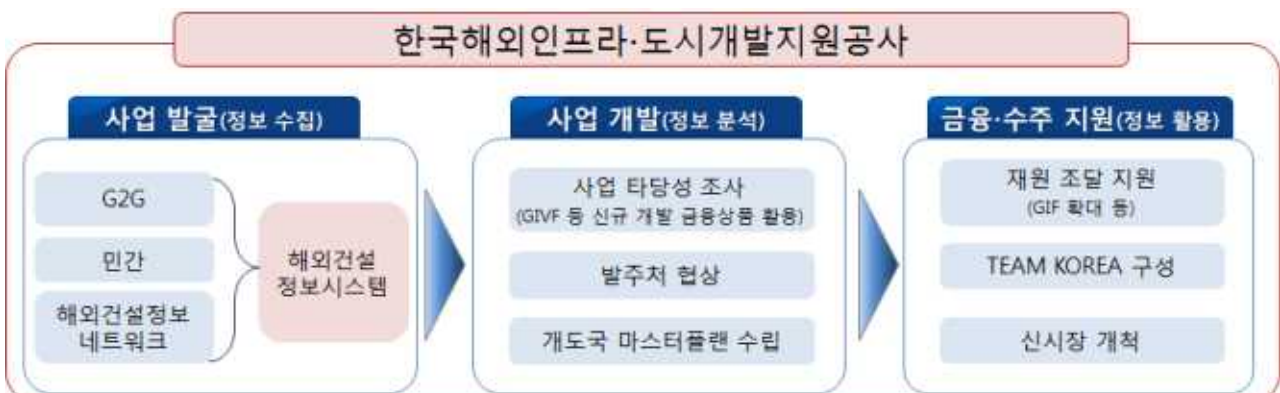 한국해외인프라·도시개발지원공사
사업 발굴(정보 수집)
G2G
민간
해외건설정보
네트워크
해외건설
정보시스템
사업 개발(정보 분석)
사업 타당성 조사
(GIVF 등 신규 개발 금융상품 활용)
발주처 협상
개도국 마스터플랜 수립
금융·수주 지원(정보 활용)
재원 조달 지원
(GIF 확대 등)
TEAM KOREA 구성
신시장 개척